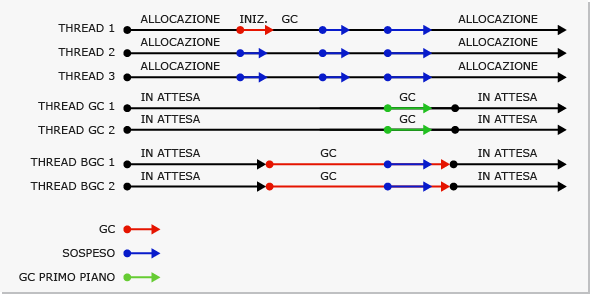 THREAD 1 ALLOCAZIONE INIZ. GC ALLOCAZIONE
THREAD 2 ALLOCAZIONE ALLOCAZIONE
THREAD 3 ALLOCAZIONE ALLOCAZIONE
THREAD GC 1 IN ATTESA GC IN ATTESA
THREAD GC 2 IN ATTESA GC IN ATTESA
THREAD BGC 1 IN ATTESA GC IN ATTESA
THREAD BGC 2 IN ATTESA GC IN ATTESA
GC
SOSPESO
GC PRIMO PIANO